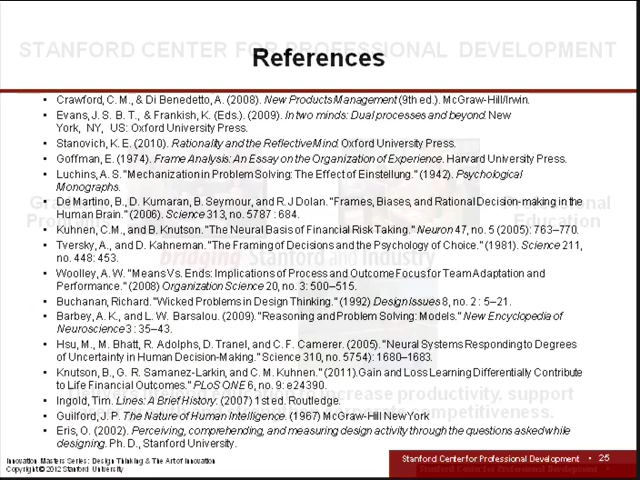 STANFORD CENTER FOR PROFESSIONAL DEVELOPMENT
References
• Crawford, C. M., & Di Benedetto, A. (2008). New Products Management (9th ed.). McGraw-Hill/Irwin.
• Evans, J. S. B. T., & Frankish, K. (Eds.). (2009). In two minds: Dual processes and beyond. New
York, NY, US: Oxford University Press.
• Stanovich, K. E. (2010). Rationality and the Reflective Mind. Oxford University Press.
• Goffman, E. (1974). Frame Analysis: An Essay on the Organization of Experience. Harvard University Press.
• Luchins, A. S. "Mechanization in Problem Solving: The Effect of Einstellung." (1942). Psychological
Monographs.
• De Martino, B., D. Kumaran, B. Seymour, and R. J Dolan. "Frames, Biases, and Rational Decision-making in the
Human Brain." (2006). Science 313, no. 5787 : 684.
• Kuhnen, C.M., and B. Knutson. "The Neural Basis of Financial Risk Taking." Neuron 47, no. 5 (2005): 763–770.
• Tversky, A., and D. Kahneman. "The Framing of Decisions and the Psychology of Choice." (1981). Science 211,
no. 448: 453.
• Woolley, A. W. "Means Vs. Ends: Implications of Process and Outcome Focus for Team Adaptation and
Performance." (2008) Organization Science 20, no. 3: 500–515.
• Buchanan, Richard. "Wicked Problems in Design Thinking." (1992) Design Issues 8, no. 2 : 5–21.
• Barbey, A. K., and L. W. Barsalou. (2009). "Reasoning and Problem Solving: Models." New Encyclopedia of
Neuroscience 3 : 35–43.
• Hsu, M., M. Bhatt, R. Adolphs, D. Tranel, and C. F. Camerer. (2005). "Neural Systems Responding to Degrees
of Uncertainty in Human Decision-Making." Science 310, no. 5754): 1680–1683.
• Knutson, B., G. R. Samanez-Larkin, and C. M. Kuhnen. "(2011).Gain and Loss Learning Differentially Contribute
to Life Financial Outcomes." PLoS ONE 6, no. 9: e24390.
• Ingold, Tim. Lines: A Brief History. (2007) 1st ed. Routledge.
• Guilford, J. P. The Nature of Human Intelligence. (1967) McGraw-Hill New York
• Eris, O. (2002). Perceiving, comprehending, and measuring design activity through the questions asked while
designing. Ph. D., Stanford University.
Professional
Education
bridging Stanford and Industry
increase productivity, support
competitiveness.
Innovation Masters Series: Design Thinking & The Art of Innovation
Copyright © 2012 Stanford University
Stanford Center for Professional Development • 25
Stanford Center for Professional Development •